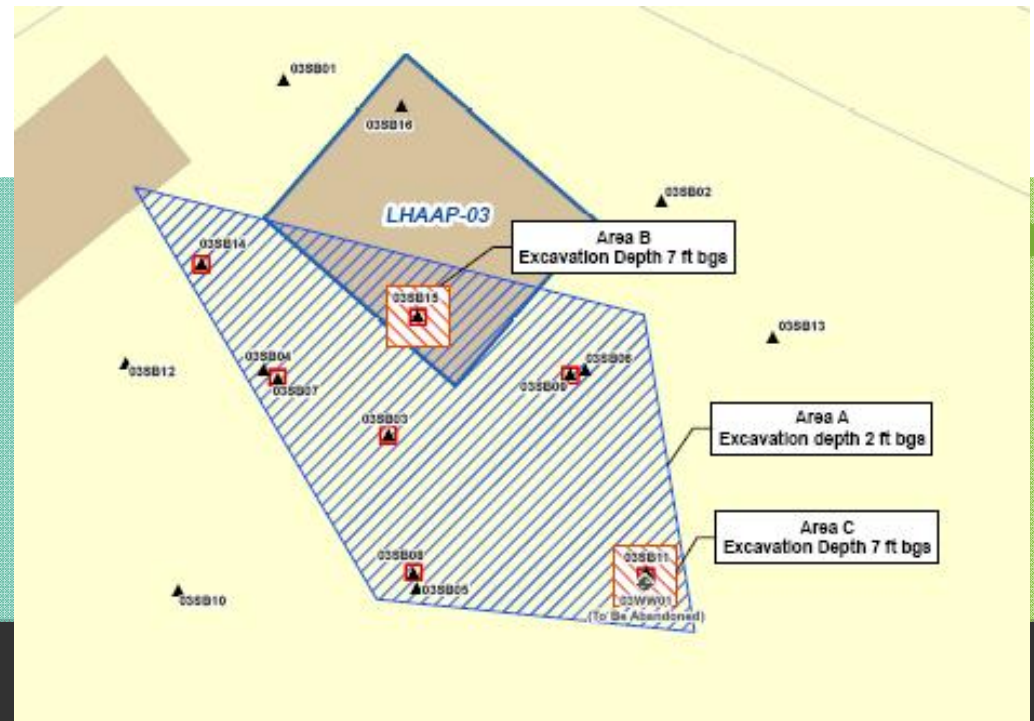 03SB01
03SB16
03SB02
LHAAP-03
Area B
Excavation Depth 7 ft bgs
03SB14
03SB15
03SB13
03SB04
03SB06
03SB12
03SB07
03SB09
03SB03
Area A
Excavation depth 2 ft bgs
Area C
Excavation Depth 7 ft bgs
03SB08
03SB11
03SB05
03SB10
03WW01
(To Be Abandoned)